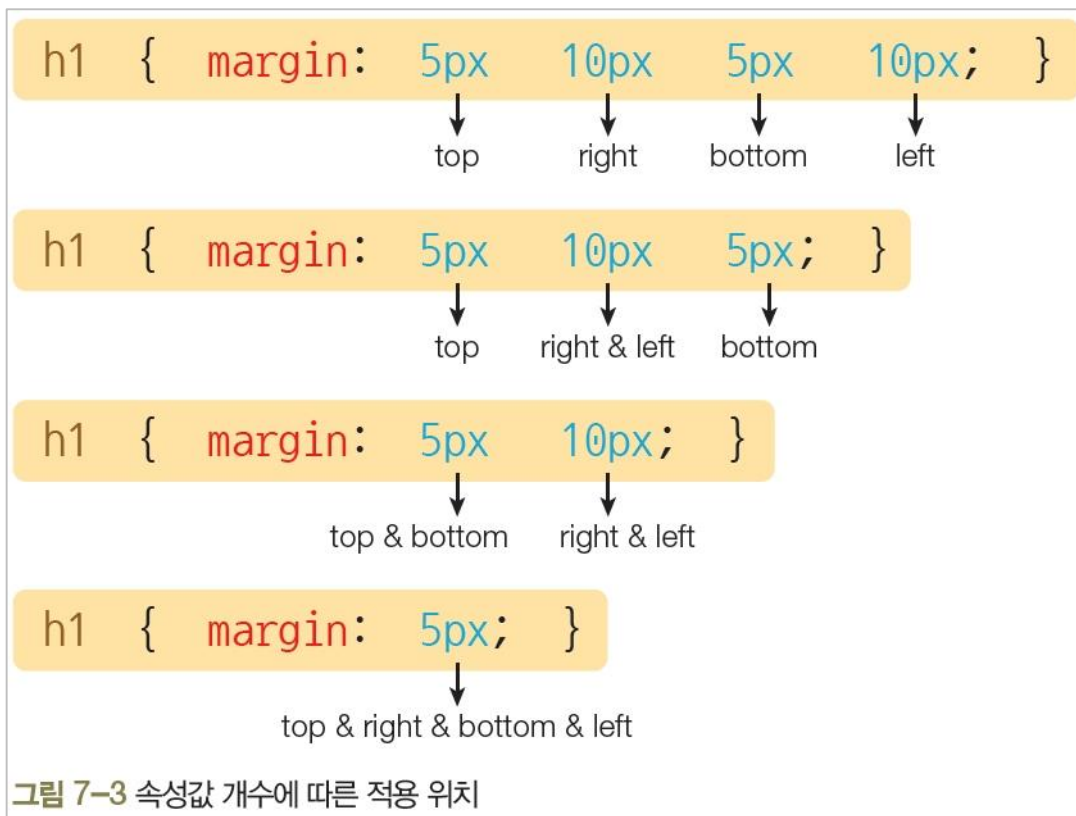 h1 { margin: 5px 10px 5px 10px; }
top right bottom left
h1 { margin: 5px 10px 5px; }
top right & left bottom
h1 { margin: 5px 10px; }
top & bottom right & left
h1 { margin: 5px; }
top & right & bottom & left
그림 7-3 속성값 개수에 따른 적용 위치